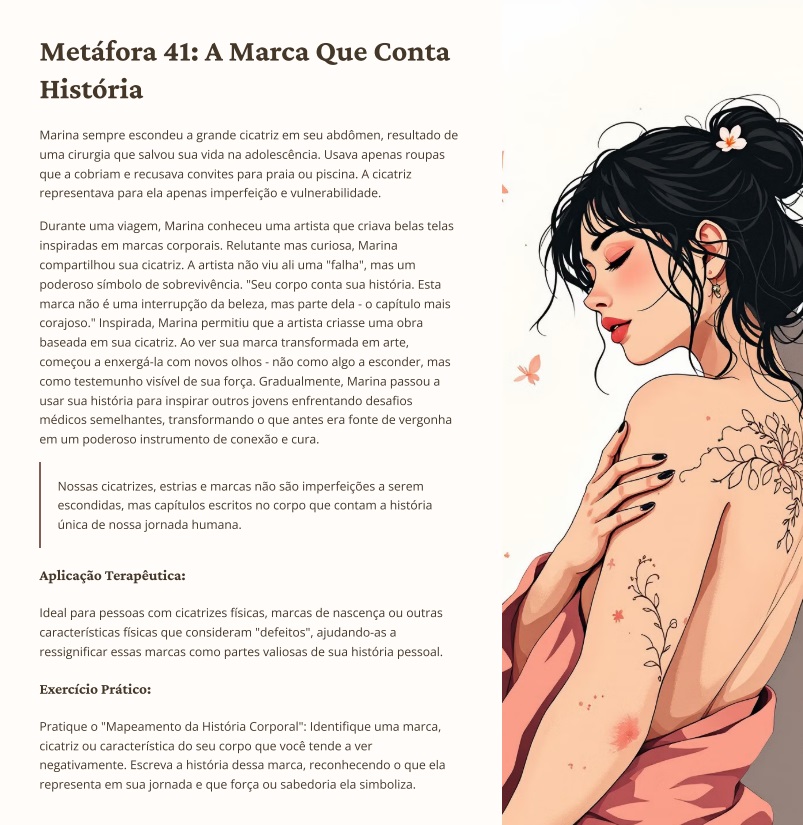 Metáfora 41: A Marca Que Conta
História
Marina sempre escondeu a grande cicatriz em seu abdômen, resultado de
uma cirurgia que salvou sua vida na adolescência. Usava apenas roupas
que a cobriam e recusava convites para praia ou piscina. A cicatriz
representava para ela apenas imperfeição e vulnerabilidade.
Durante uma viagem, Marina conheceu uma artista que criava belas telas
inspiradas em marcas corporais. Relutante mas curiosa, Marina
compartilhou sua cicatriz. A artista não viu ali uma "falha", mas um
poderoso símbolo de sobrevivência. "Seu corpo conta sua história. Esta
marca não é uma interrupção da beleza, mas parte dela - o capítulo mais
corajoso." Inspirada, Marina permitiu que a artista criasse uma obra
baseada em sua cicatriz. Ao ver sua marca transformada em arte,
começou a enxergá-la com novos olhos - não como algo a esconder, mas
como testemunho visível de sua força. Gradualmente, Marina passou a
usar sua história para inspirar outros jovens enfrentando desafios
médicos semelhantes, transformando o que antes era fonte de vergonha
em um poderoso instrumento de conexão e cura.
Nossas cicatrizes, estrias e marcas não são imperfeições a serem
escondidas, mas capítulos escritos no corpo que contam a história
única de nossa jornada humana.
Aplicação Terapêutica:
Ideal para pessoas com cicatrizes físicas, marcas de nascença ou outras
características físicas que consideram "defeitos", ajudando-as a
ressignificar essas marcas como partes valiosas de sua história pessoal.
Exercício Prático:
Pratique o "Mapeamento da História Corporal": Identifique uma marca,
cicatriz ou característica do seu corpo que você tende a ver
negativamente. Escreva a história dessa marca, reconhecendo o que ela
representa em sua jornada e que força ou sabedoria ela simboliza.